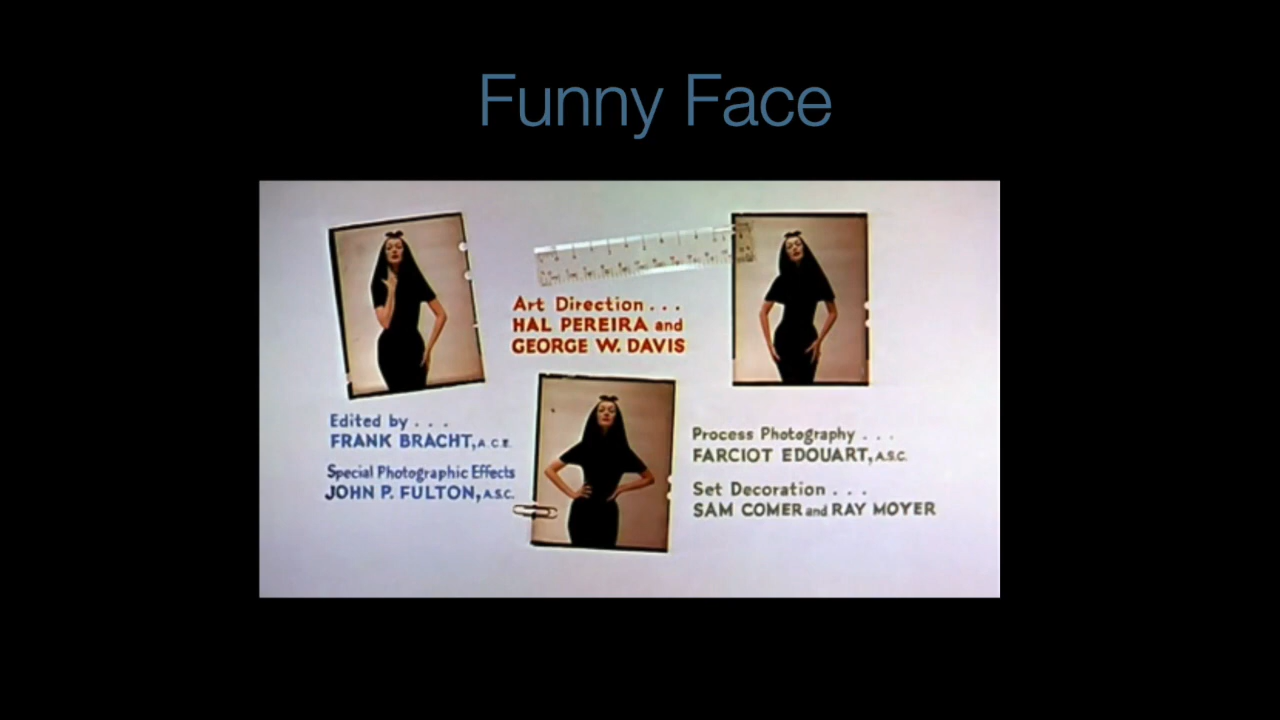 Funny Face
Art Direction . . .
HAL PEREIRA and
GEORGE W. DAVIS
Edited by . . .
FRANK BRACHT, A.C.E.
Special Photographic Effects
JOHN P. FULTON, A.S.C.
Process Photography . . .
FARCIOT EDOUART, A.S.C.
Set Decoration . . .
SAM COMER and RAY MOYER